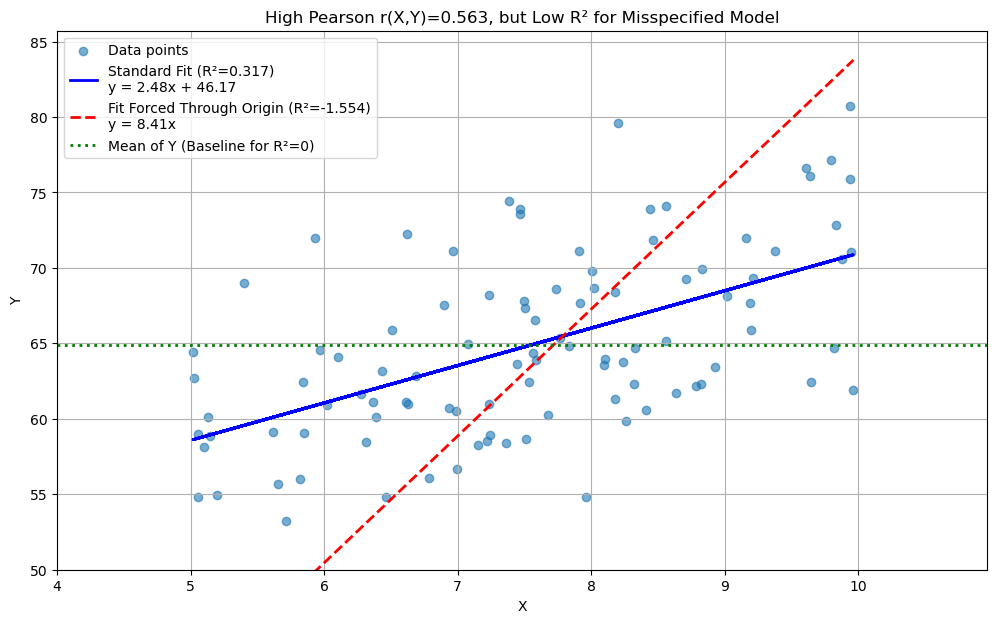 High Pearson r(X,Y)=0.563, but Low R² for Misspecified Model
Data points
Standard Fit (R²=0.317)
y = 2.48x + 46.17
Fit Forced Through Origin (R²=-1.554)
y = 8.41x
Mean of Y (Baseline for R²=0)
85
80
75
70
65
60
55
50
Y
4 5 6 7 8 9 10
X